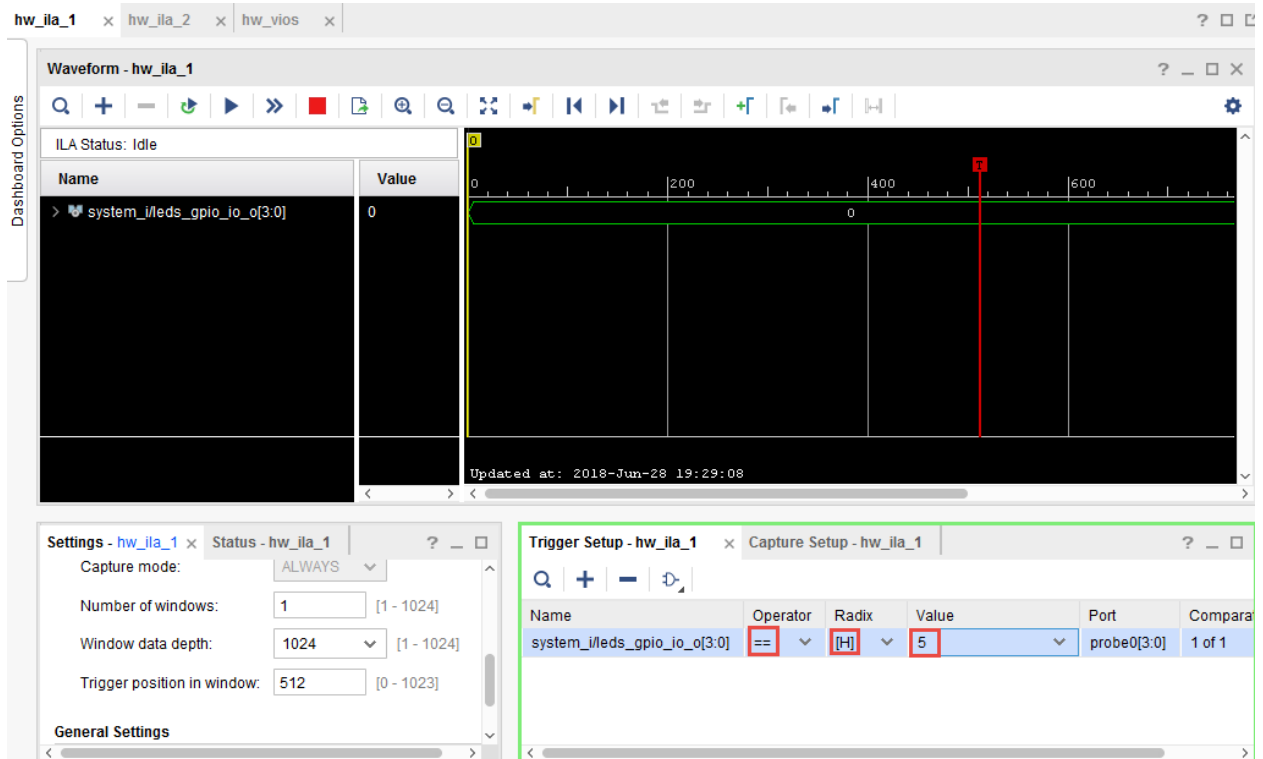 hw_ila_1 × hw_ila_2 × hw_vios × ?
Dashboard Options
Waveform - hw_ila_1 ?
ILA Status: Idle
Name Value
system_i/leds_gpio_io_o[3:0] 0
0
T
0 200 400 600
0
Updated at: 2018-Jun-28 19:29:08
Settings - hw_ila_1 × Status - hw_ila_1 ?
Capture mode: ALWAYS
Number of windows: 1 [1 - 1024]
Window data depth: 1024 [1 - 1024]
Trigger position in window: 512 [0 - 1023]
General Settings
Trigger Setup - hw_ila_1 × Capture Setup - hw_ila_1 ?
Name Operator Radix Value Port Compara
system_i/leds_gpio_io_o[3:0] == [H] 5 probe0[3:0] 1 of 1